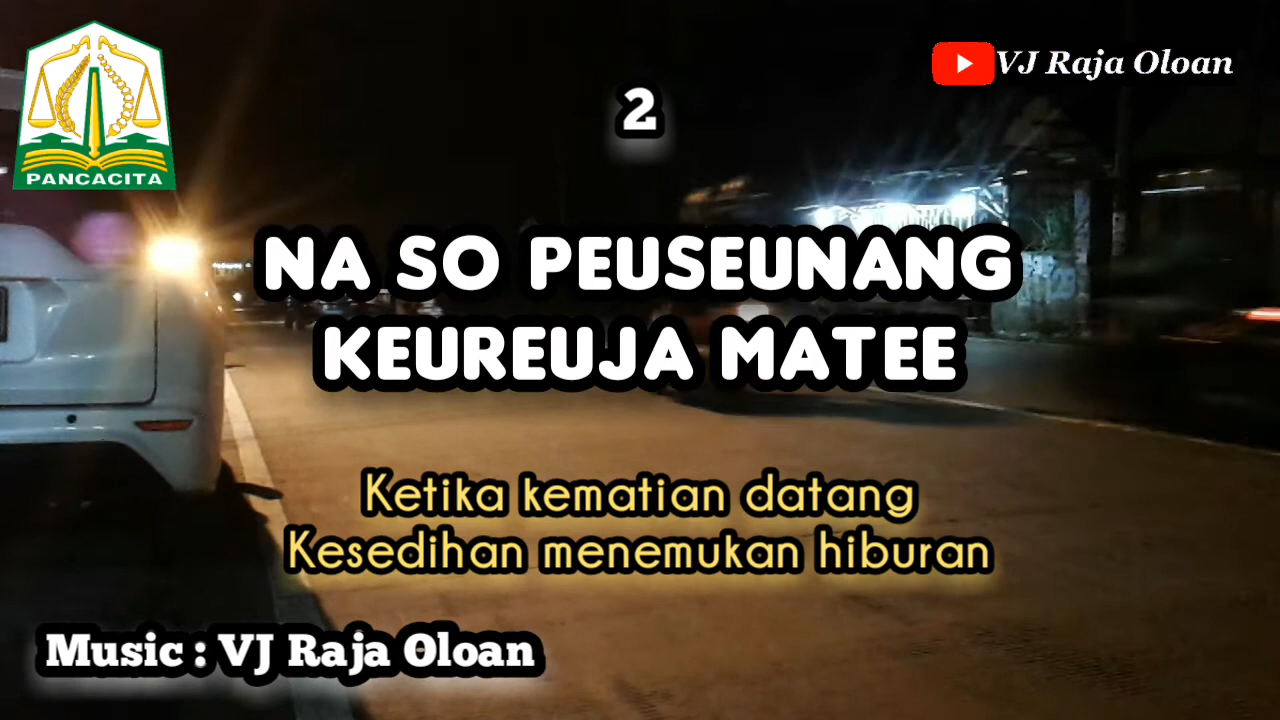 PANCACITA
VJ Raja Oloan
2
NA SO PEUSEUNANG
KEUREUJA MATEE
Ketika kematian datang
Kesedihan menemukan hiburan
Music : VJ Raja Oloan